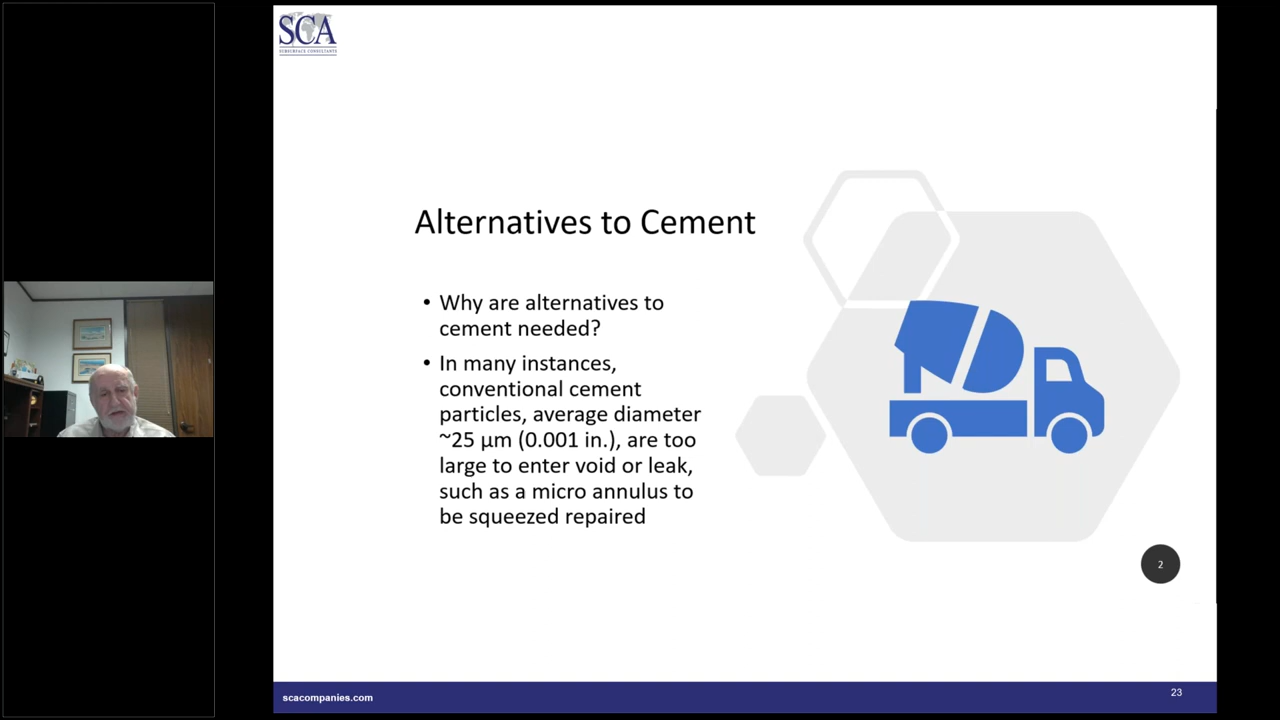 SCA
SUBSURFACE CONSULTANTS
Alternatives to Cement
• Why are alternatives to
cement needed?
• In many instances,
conventional cement
particles, average diameter
~25 µm (0.001 in.), are too
large to enter void or leak,
such as a micro annulus to
be squeezed repaired
2
scacompanies.com
23